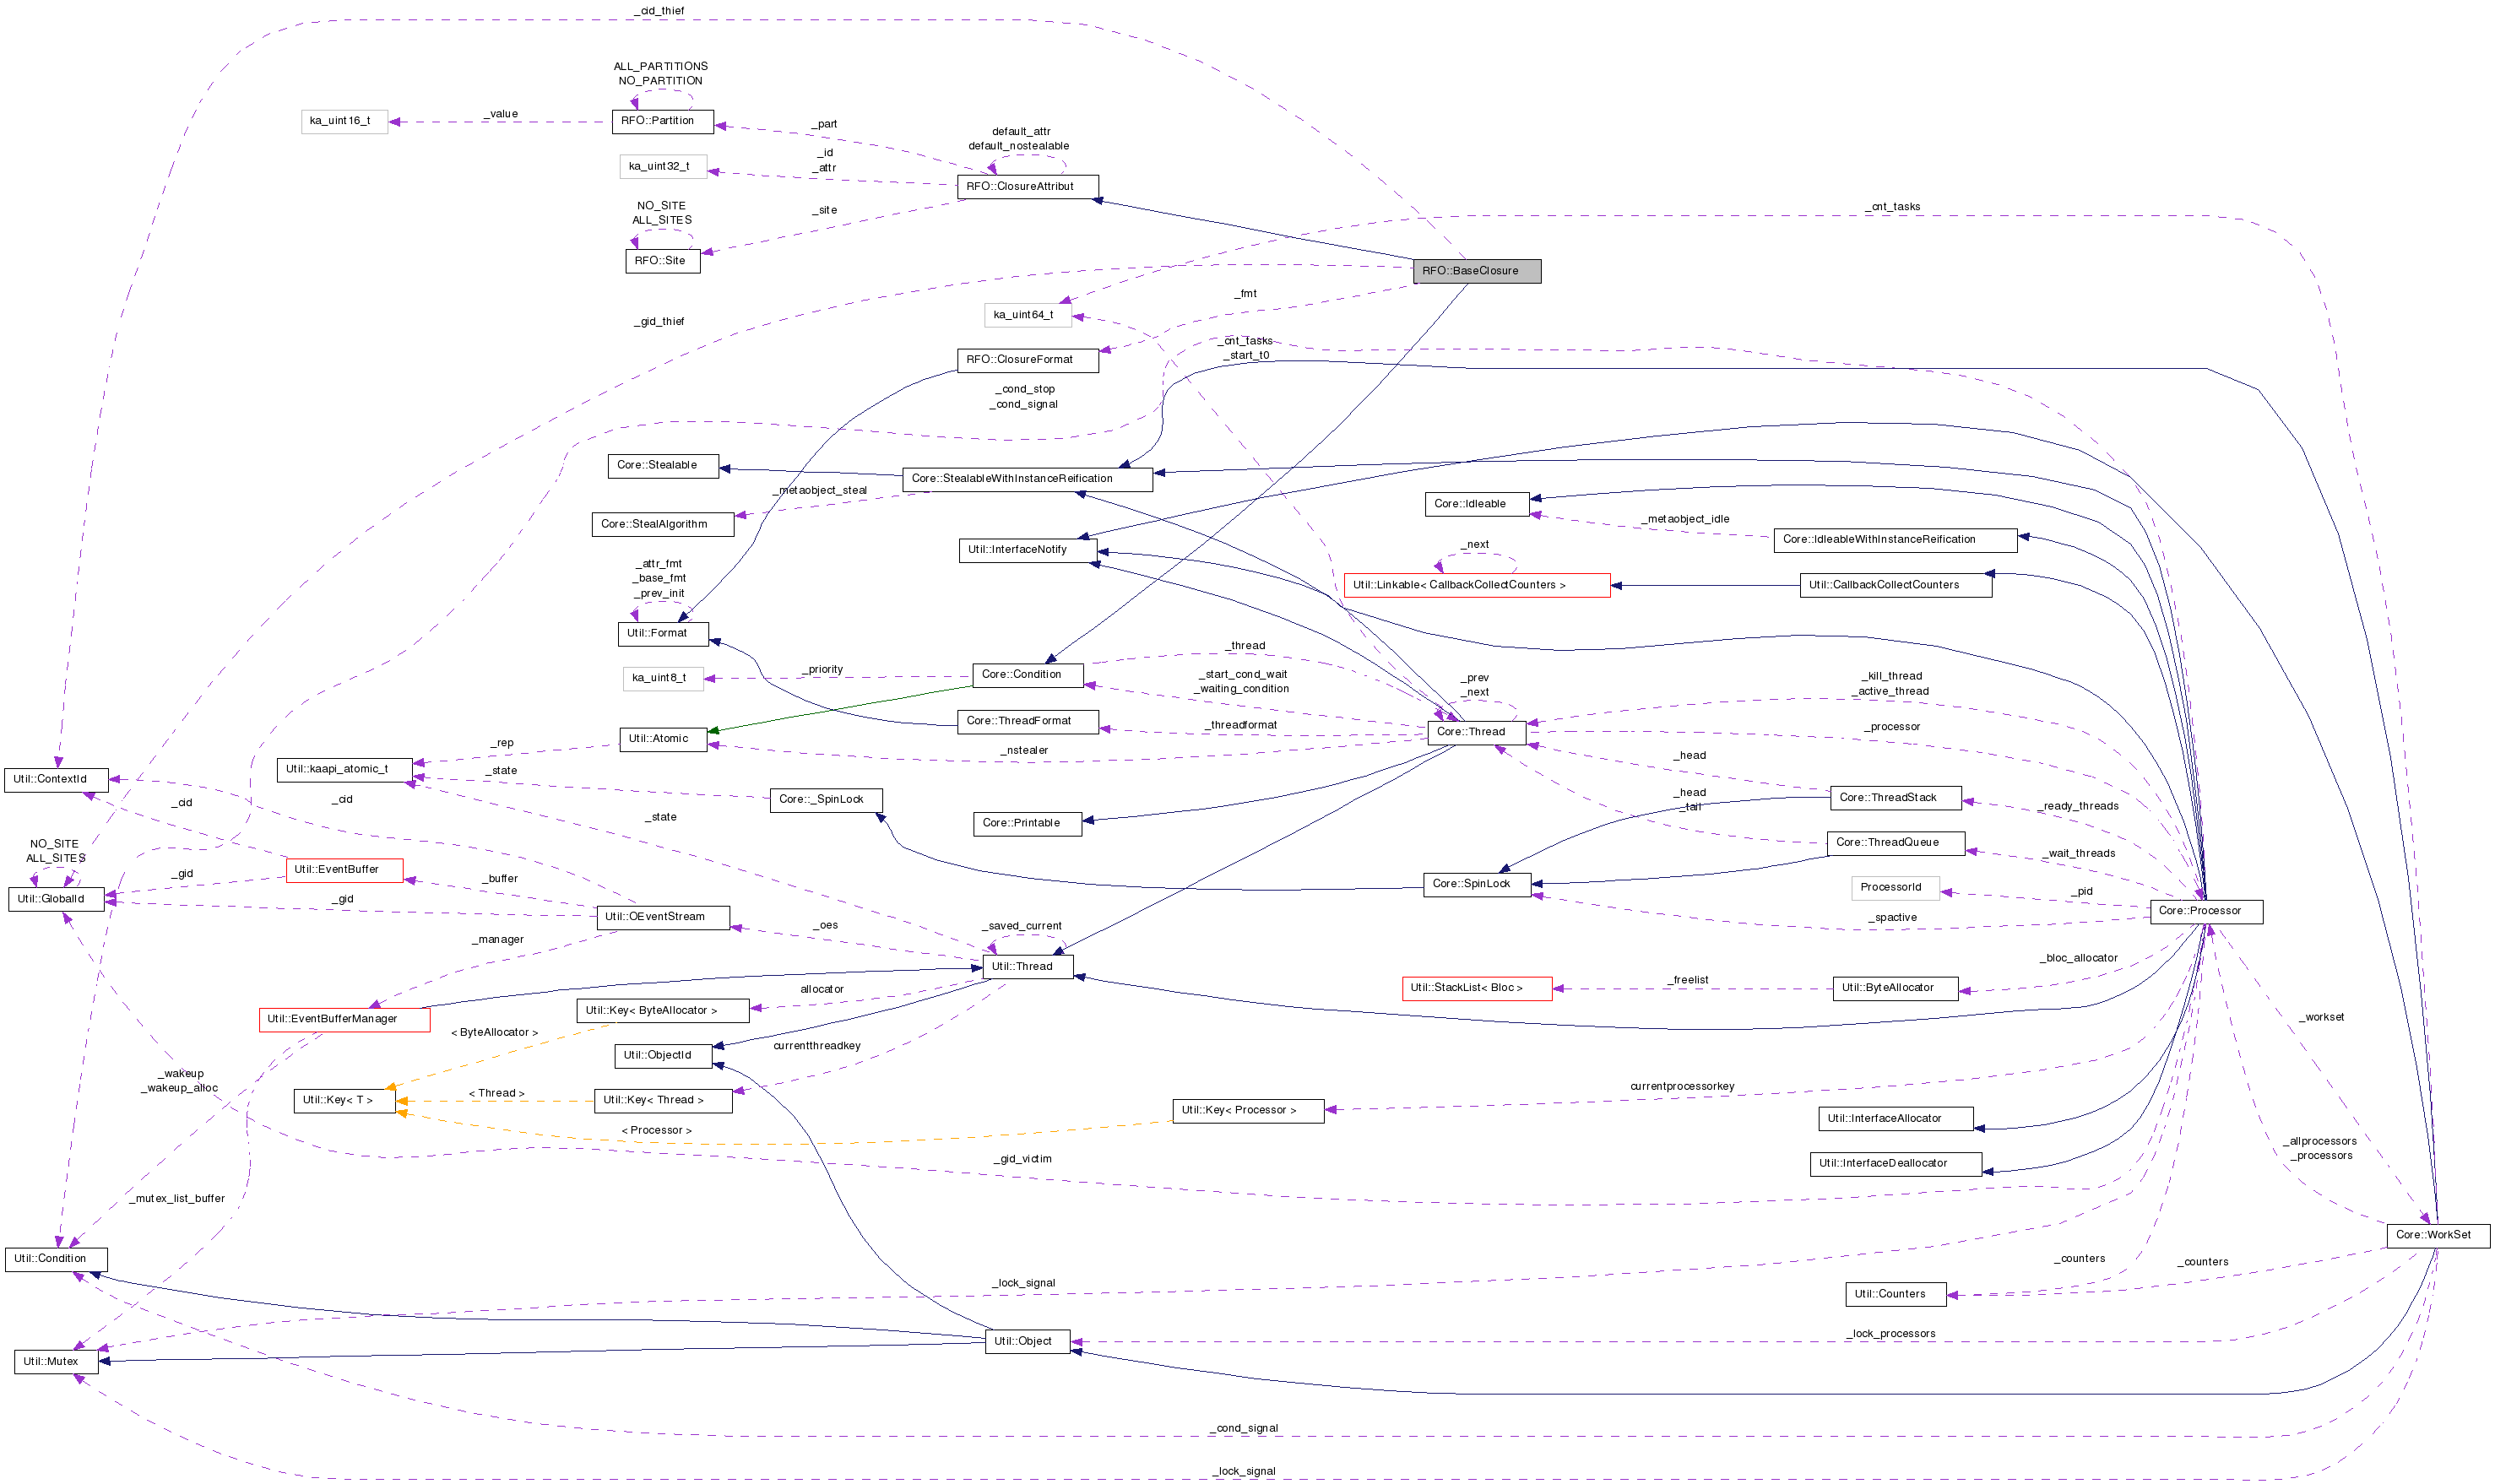 _cid_thief
ALL_PARTITIONS
NO_PARTITION
ka_uint16_t
_value
RFO::Partition
_part
default_attr
default_nostealable
_id
_attr
ka_uint32_t
RFO::ClosureAttribut
NO_SITE
ALL_SITES
_site
_cnt_tasks
RFO::Site
RFO::BaseClosure
_fmt
ka_uint64_t
_gid_thief
_cnt_tasks
_start_t0
RFO::ClosureFormat
_cond_stop
_cond_signal
Core::Stealable
Core::StealableWithInstanceReification
_metaobject_steal
Core::StealAlgorithm
Core::Idleable
_metaobject_idle
Core::IdleableWithInstanceReification
Util::InterfaceNotify
_next
Util::Linkable< CallbackCollectCounters >
Util::CallbackCollectCounters
_attr_fmt
_base_fmt
_prev_init
Util::Format
_thread
_priority
ka_uint8_t
Core::Condition
_start_cond_wait
_waiting_condition
_prev
_next
_kill_thread
_active_thread
Core::ThreadFormat
_threadformat
Core::Thread
_processor
Util::Atomic
_rep
_nstealer
_head
Util::ContextId
Util::kaapi_atomic_t
_state
_cid
_cid
Core::_SpinLock
_head
_tail
Core::ThreadStack
_ready_threads
_state
Core::Printable
Core::ThreadQueue
_wait_threads
NO_SITE
ALL_SITES
Util::EventBuffer
_gid
_buffer
Core::SpinLock
ProcessorId
_pid
Util::GlobalId
_gid
Util::OEventStream
_oes
_saved_current
_spactive
Core::Processor
_manager
Util::Thread
_bloc_allocator
Util::StackList< Bloc >
_freelist
Util::ByteAllocator
allocator
Util::EventBufferManager
Util::Key< ByteAllocator >
< ByteAllocator >
_workset
Util::ObjectId
currentthreadkey
_wakeup
_wakeup_alloc
currentprocessorkey
Util::Key< T >
< Thread >
Util::Key< Thread >
Util::Key< Processor >
Util::InterfaceAllocator
< Processor >
_allprocessors
_processors
_gid_victim
Util::InterfaceDeallocator
_mutex_list_buffer
Core::WorkSet
Util::Condition
_counters
_counters
_lock_signal
Util::Counters
Util::Object
_lock_processors
Util::Mutex
_cond_signal
_lock_signal